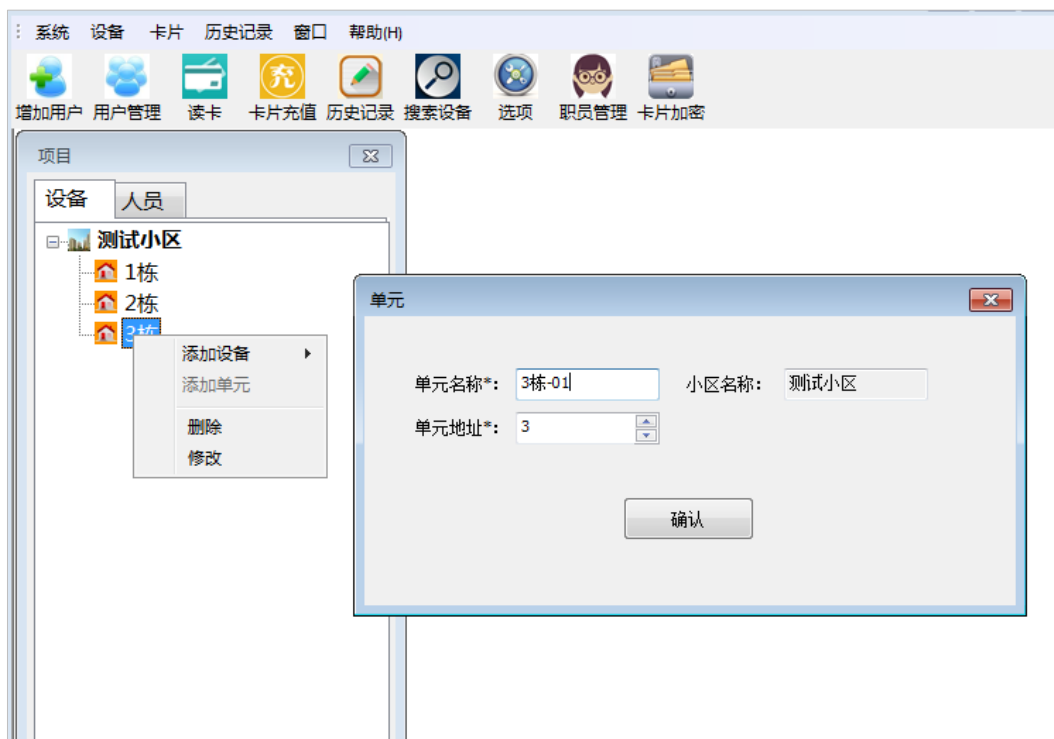 系统 设备 卡片 历史记录 窗口 帮助(H)
充
增加用户 用户管理 读卡 卡片充值 历史记录 搜索设备 选项 职员管理 卡片加密
项目
设备 人员
测试小区
1栋
2栋
3栋
添加设备
添加单元
删除
修改
单元
单元名称*: 3栋-01 小区名称: 测试小区
单元地址*: 3
确认